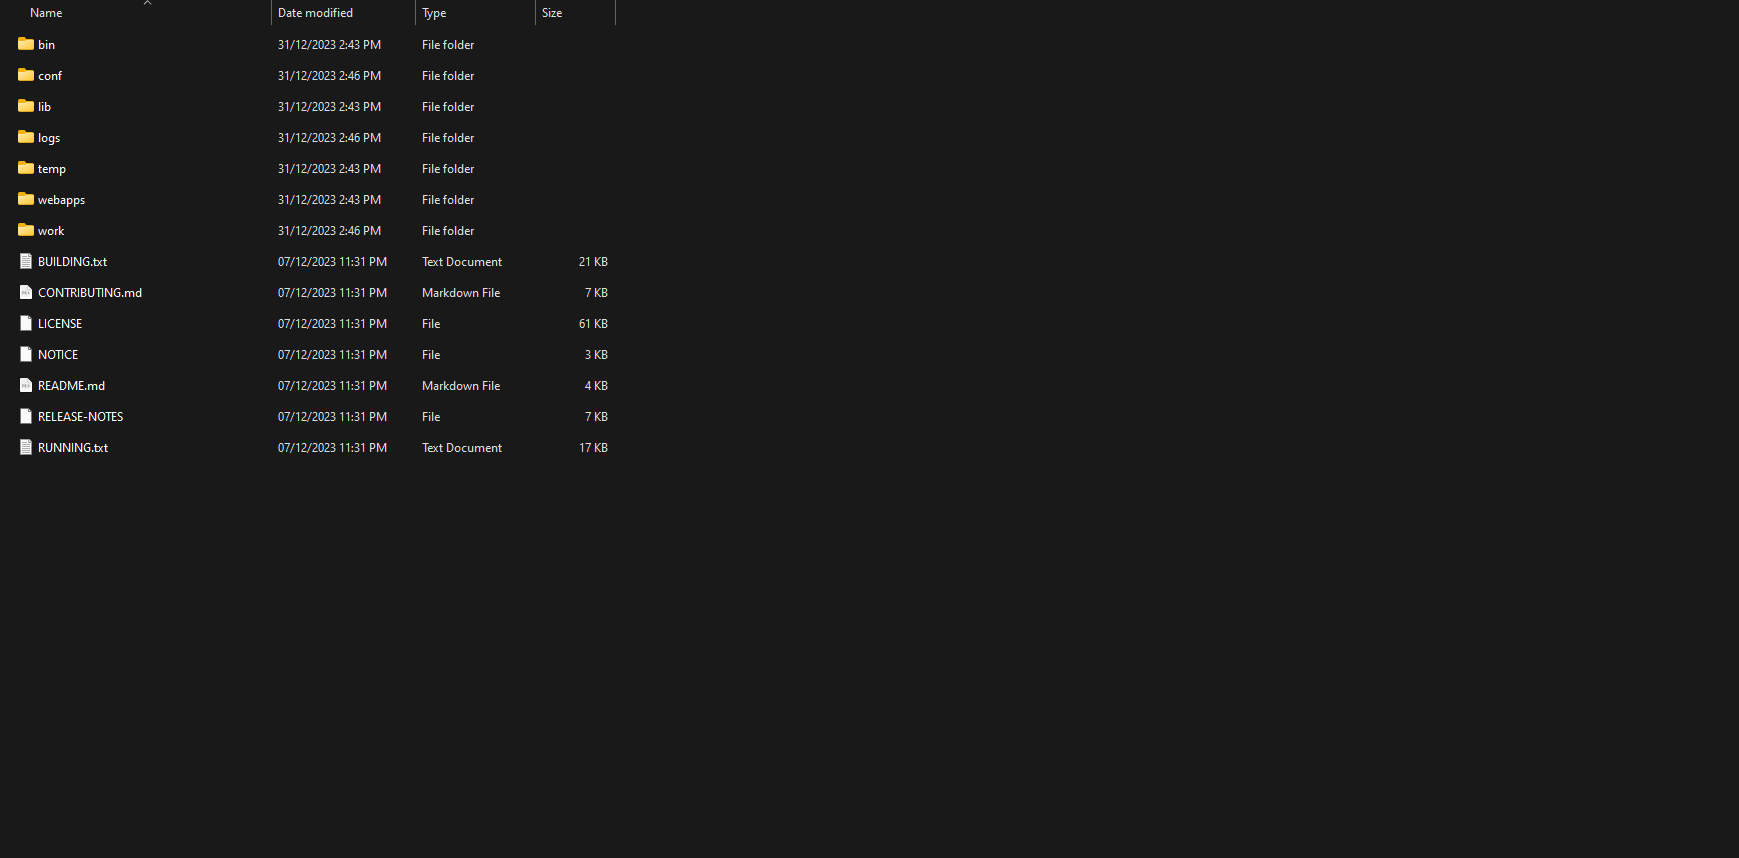 Name Date modified Type Size
bin 31/12/2023 2:43 PM File folder
conf 31/12/2023 2:46 PM File folder
lib 31/12/2023 2:43 PM File folder
logs 31/12/2023 2:46 PM File folder
temp 31/12/2023 2:43 PM File folder
webapps 31/12/2023 2:43 PM File folder
work 31/12/2023 2:46 PM File folder
BUILDING.txt 07/12/2023 11:31 PM Text Document 21 KB
CONTRIBUTING.md 07/12/2023 11:31 PM Markdown File 7 KB
LICENSE 07/12/2023 11:31 PM File 61 KB
NOTICE 07/12/2023 11:31 PM File 3 KB
README.md 07/12/2023 11:31 PM Markdown File 4 KB
RELEASE-NOTES 07/12/2023 11:31 PM File 7 KB
RUNNING.txt 07/12/2023 11:31 PM Text Document 17 KB